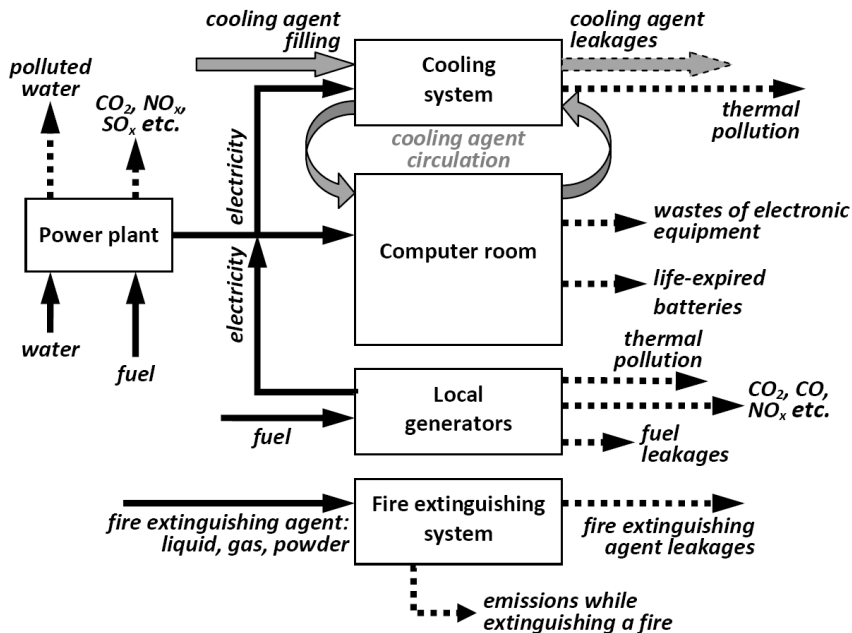 cooling agent
filling
Cooling
system
cooling agent
leakages
thermal
pollution
polluted
water
CO₂, NOₓ,
SOₓ etc.
cooling agent
circulation
electricity
Power plant
Computer room
wastes of electronic
equipment
life-expired
batteries
electricity
water
fuel
thermal
pollution
Local
generators
CO₂, CO,
NOₓ etc.
fuel
fuel
leakages
Fire extinguishing
system
fire extinguishing agent:
liquid, gas, powder
fire extinguishing
agent leakages
emissions while
extinguishing a fire